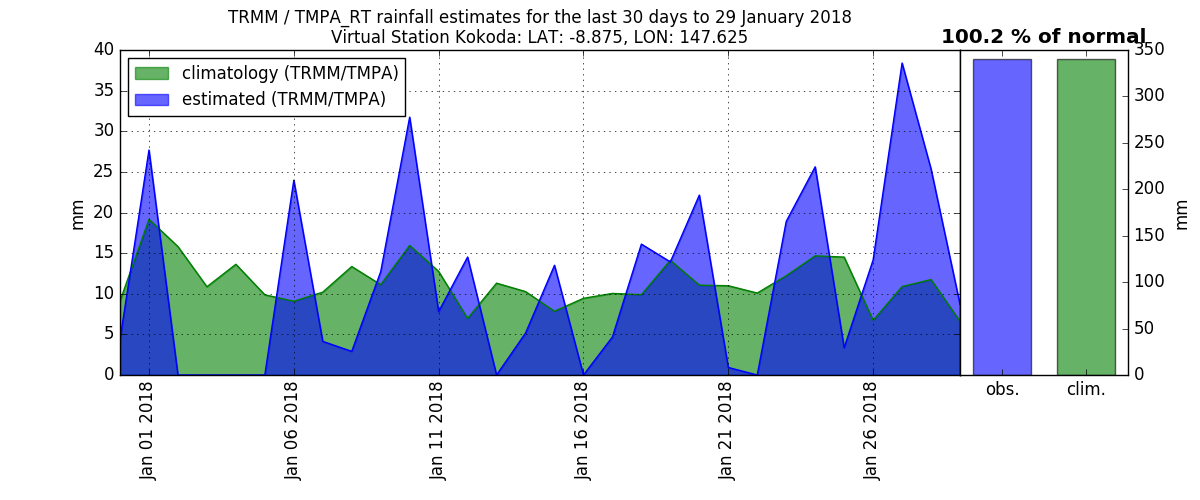 TRMM / TMPA_RT rainfall estimates for the last 30 days to 29 January 2018
Virtual Station Kokoda: LAT: -8.875, LON: 147.625
100.2 % of normal
climatology (TRMM/TMPA)
estimated (TRMM/TMPA)
mm
40
35
30
25
20
15
10
5
0
Jan 01 2018
Jan 06 2018
Jan 11 2018
Jan 16 2018
Jan 21 2018
Jan 26 2018
obs.
clim.
350
300
250
200
150
100
50
0
mm